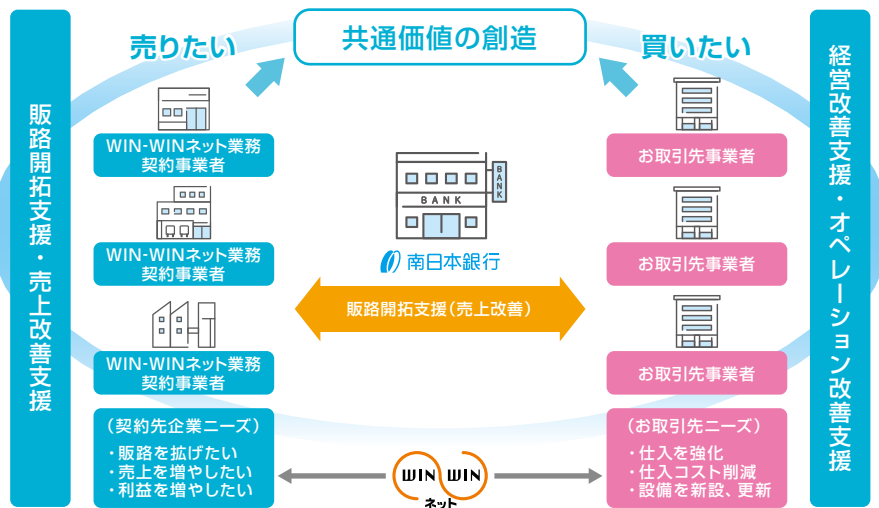 共通価値の創造
売りたい
買いたい
販路開拓支援・売上改善支援
経営改善支援・オペレーション改善支援
WIN-WINネット業務
契約事業者
WIN-WINネット業務
契約事業者
WIN-WINネット業務
契約事業者
BANK
BANK
南日本銀行
販路開拓支援(売上改善)
お取引先事業者
お取引先事業者
お取引先事業者
(契約先企業ニーズ)
・販路を拡げたい
・売上を増やしたい
・利益を増やしたい
WIN WIN
ネット
(お取引先ニーズ)
・仕入を強化
・仕入コスト削減
・設備を新設、更新